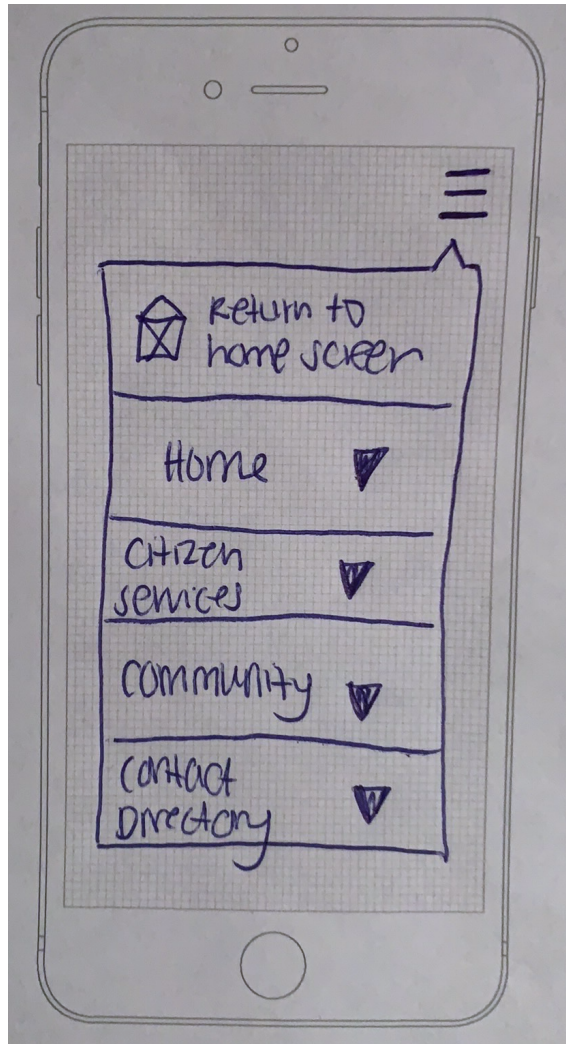 Return to
home screen
Home
Citizen
services
Community
Contact
Directory